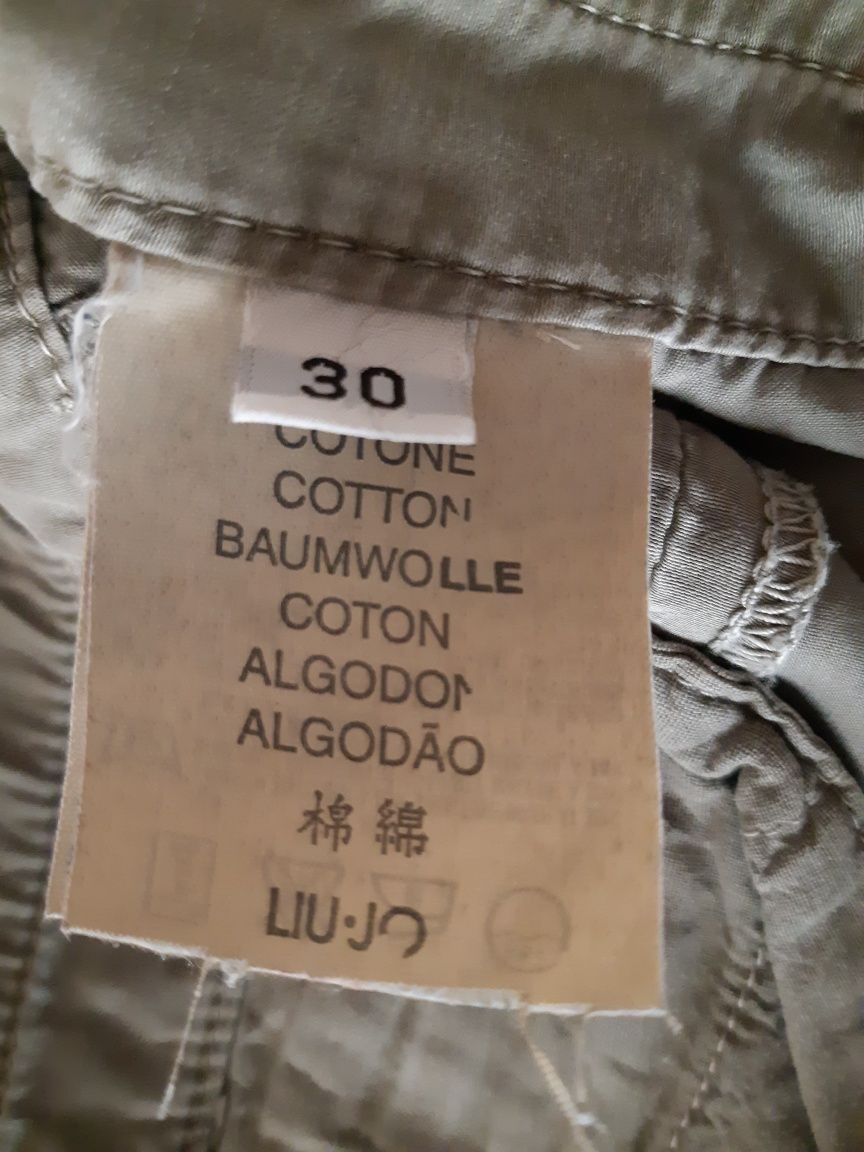 30
COTONE
COTTON
BAUMWOLLE
COTON
ALGODON
ALGODÃO
棉 綿
LIU·JO